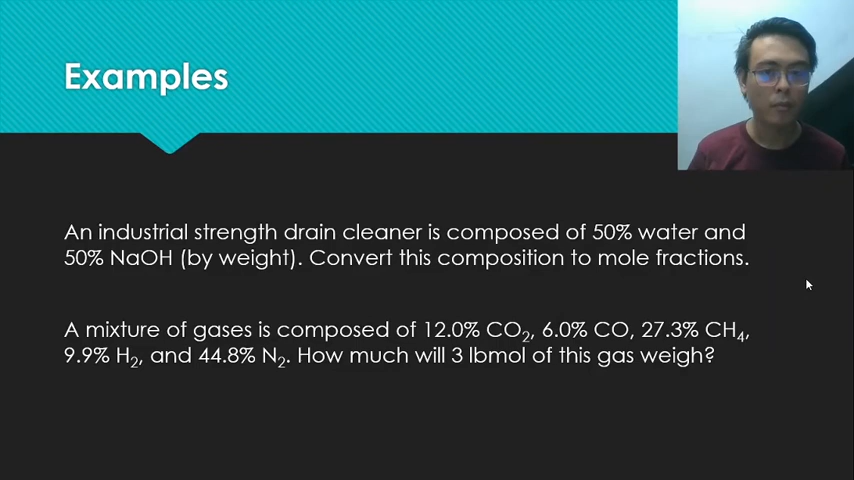 Examples
An industrial strength drain cleaner is composed of 50% water and
50% NaOH (by weight). Convert this composition to mole fractions.
A mixture of gases is composed of 12.0% CO₂, 6.0% CO, 27.3% CH₄,
9.9% H₂, and 44.8% N₂. How much will 3 lbmol of this gas weigh?